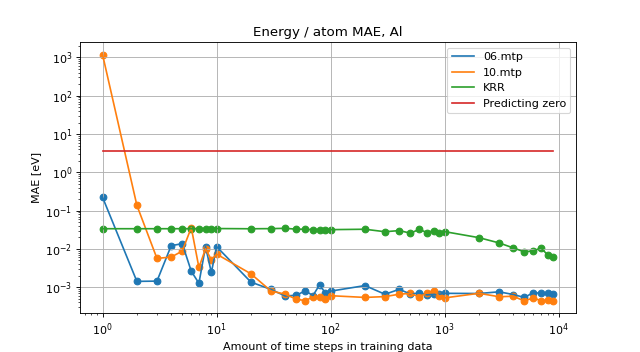 Energy / atom MAE, Al
MAE [eV]
10³
10²
10¹
10⁰
10⁻¹
10⁻²
10⁻³
06.mtp
10.mtp
KRR
Predicting zero
10⁰ 10¹ 10² 10³ 10⁴
Amount of time steps in training data